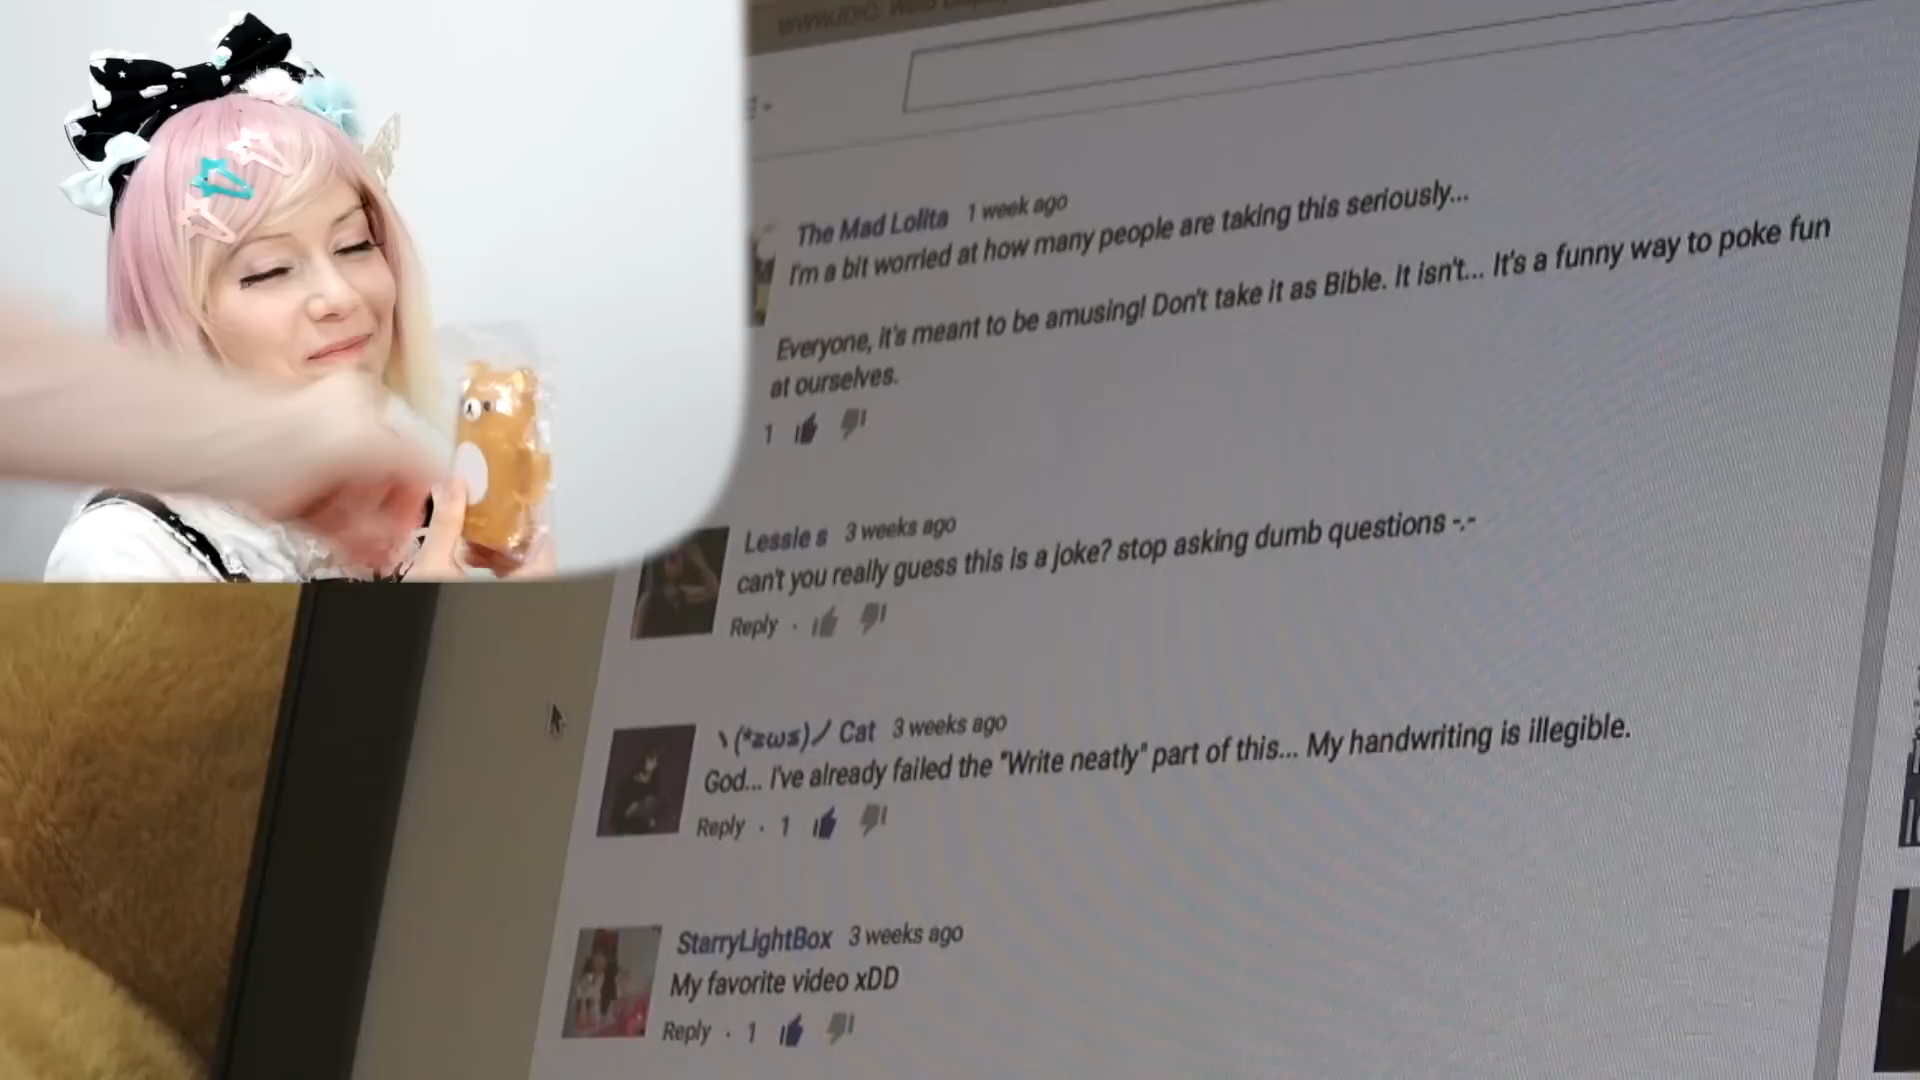 The Mad Lolita 1 week ago
I'm a bit worried at how many people are taking this seriously...
Everyone, it's meant to be amusing! Don't take it as Bible. It isn't... It's a funny way to poke fun
at ourselves.
1
Lessie s 3 weeks ago
can't you really guess this is a joke? stop asking dumb questions -.-
Reply ·
ヽ(*≧ω≦)ノ Cat 3 weeks ago
God... I've already failed the "Write neatly" part of this... My handwriting is illegible.
Reply · 1
StarryLightBox 3 weeks ago
My favorite video xDD
Reply · 1